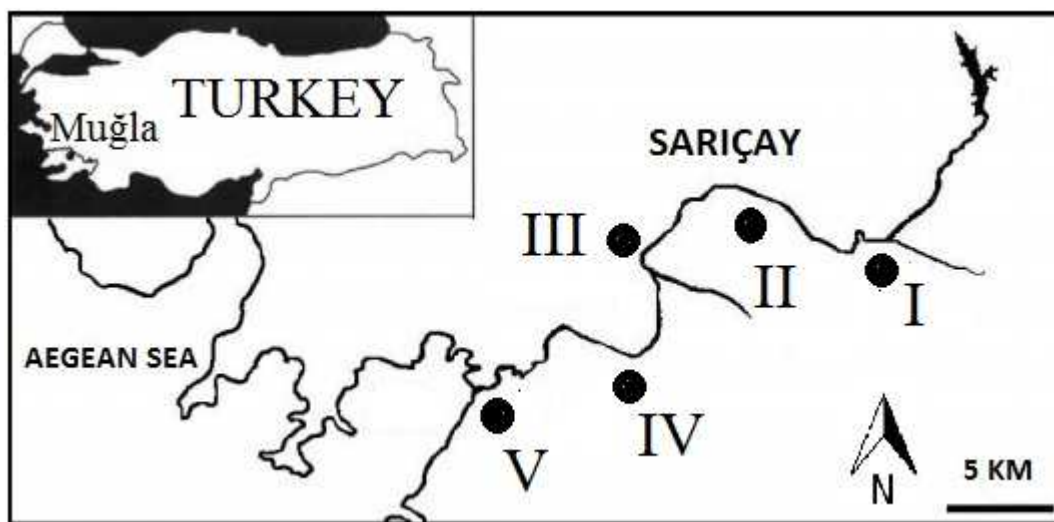 TURKEY
Muğla
SARIÇAY
III
II
I
AEGEAN SEA
IV
V
N
5 KM